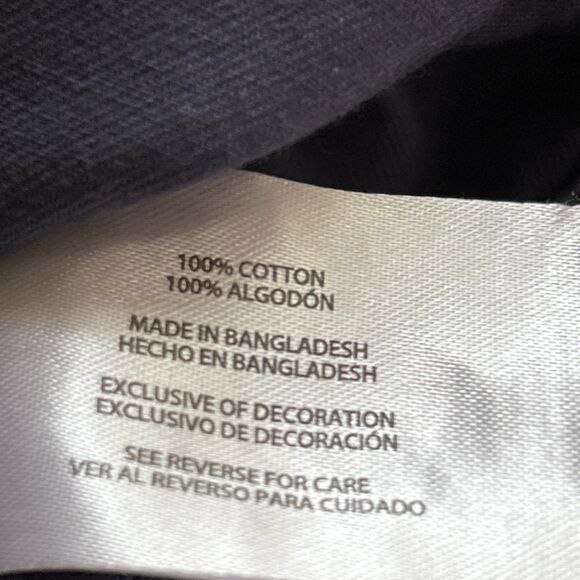 100% COTTON
100% ALGODÓN
MADE IN BANGLADESH
HECHO EN BANGLADESH
EXCLUSIVE OF DECORATION
EXCLUSIVO DE DECORACIÓN
SEE REVERSE FOR CARE
VER AL REVERSO PARA CUIDADO